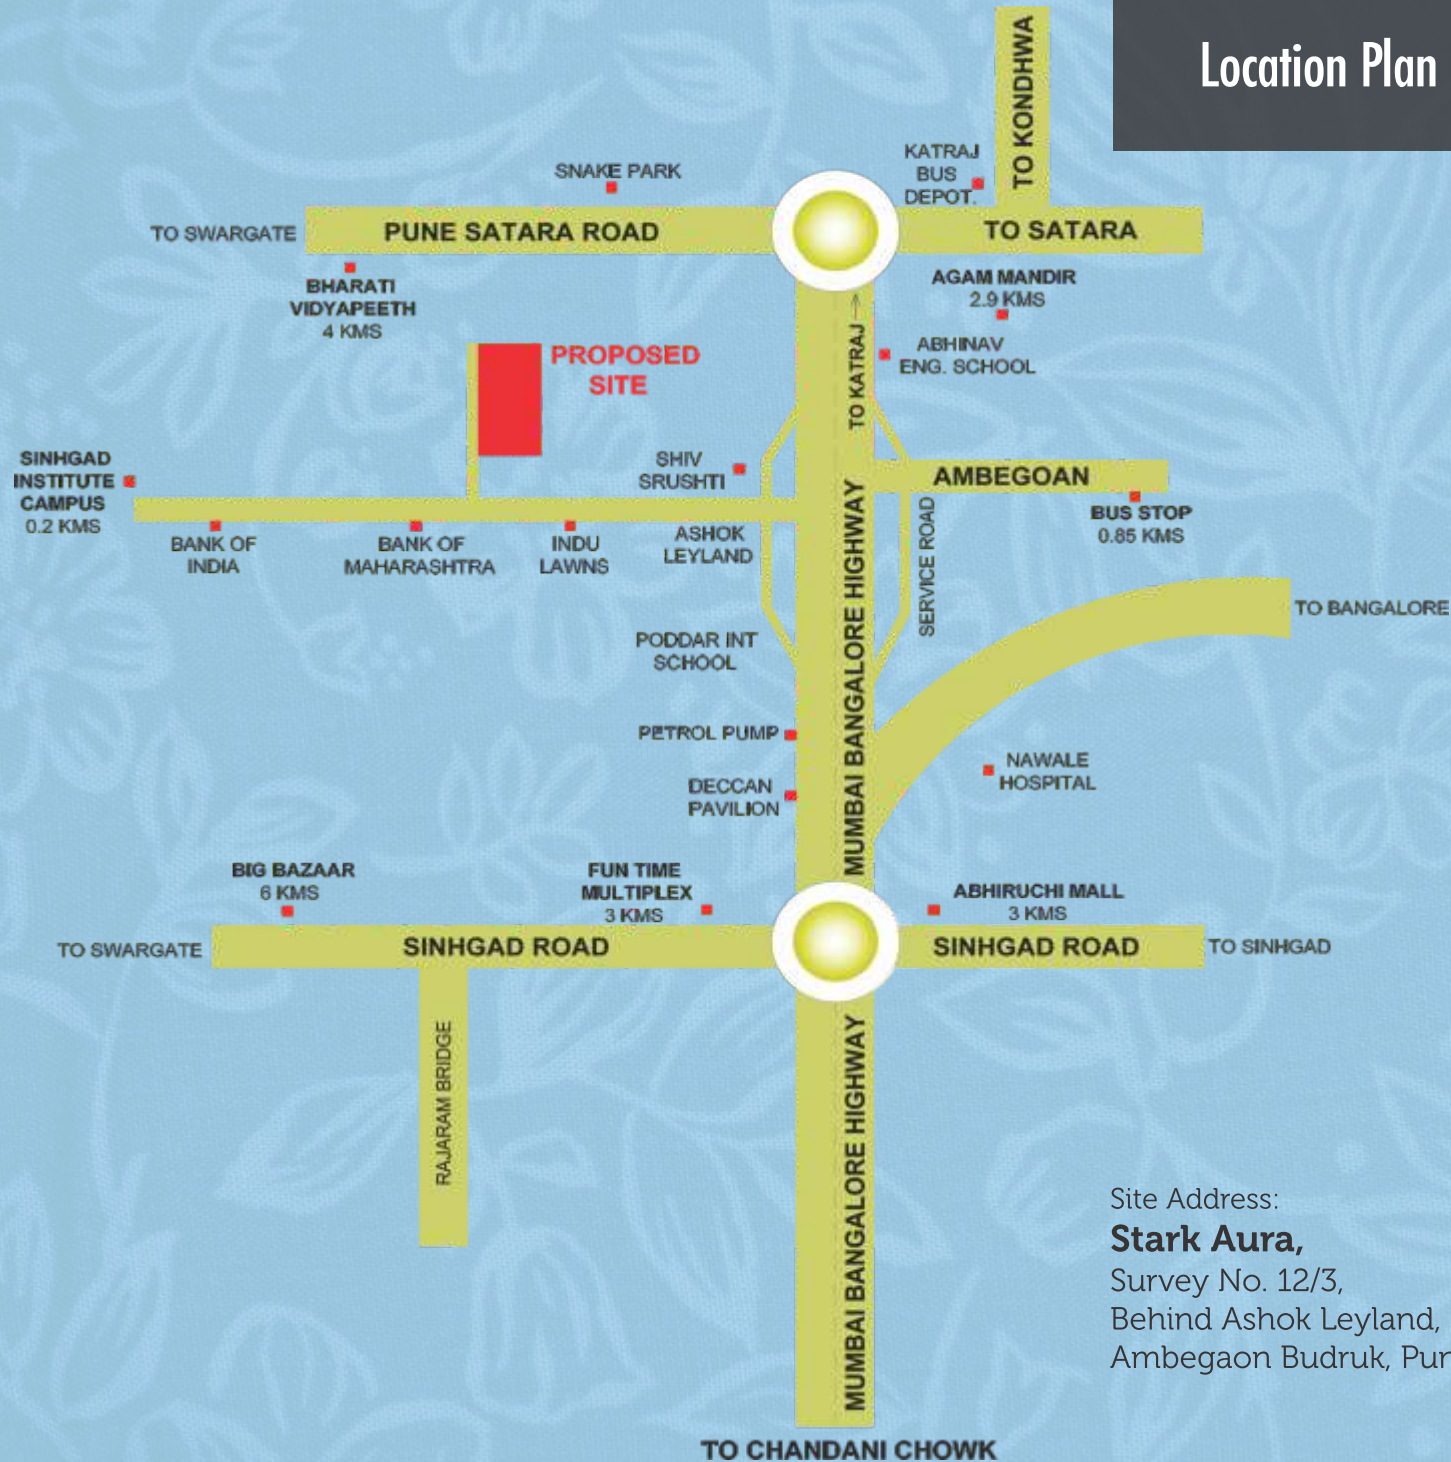 Location Plan
TO KONDHWA
KATRAJ
BUS
DEPOT.
SNAKE PARK
TO SWARGATE
PUNE SATARA ROAD
TO SATARA
BHARATI
VIDYAPEETH
4 KMS
AGAM MANDIR
2.9 KMS
PROPOSED
SITE
TO KATRAJ
ABHINAV
ENG. SCHOOL
SINHGAD
INSTITUTE
CAMPUS
0.2 KMS
SHIV
SRUSHTI
AMBEGOAN
BUS STOP
0.85 KMS
BANK OF
INDIA
BANK OF
MAHARASHTRA
INDU
LAWNS
ASHOK
LEYLAND
SERVICE ROAD
MUMBAI BANGALORE HIGHWAY
TO BANGALORE
PODDAR INT
SCHOOL
PETROL PUMP
DECCAN
PAVILION
NAWALE
HOSPITAL
BIG BAZAAR
6 KMS
FUN TIME
MULTIPLEX
3 KMS
ABHIRUCHI MALL
3 KMS
TO SWARGATE
SINHGAD ROAD
SINHGAD ROAD
TO SINHGAD
RAJARAM BRIDGE
MUMBAI BANGALORE HIGHWAY
Site Address:
Stark Aura,
Survey No. 12/3,
Behind Ashok Leyland,
Ambegaon Budruk,
TO CHANDANI CHOWK